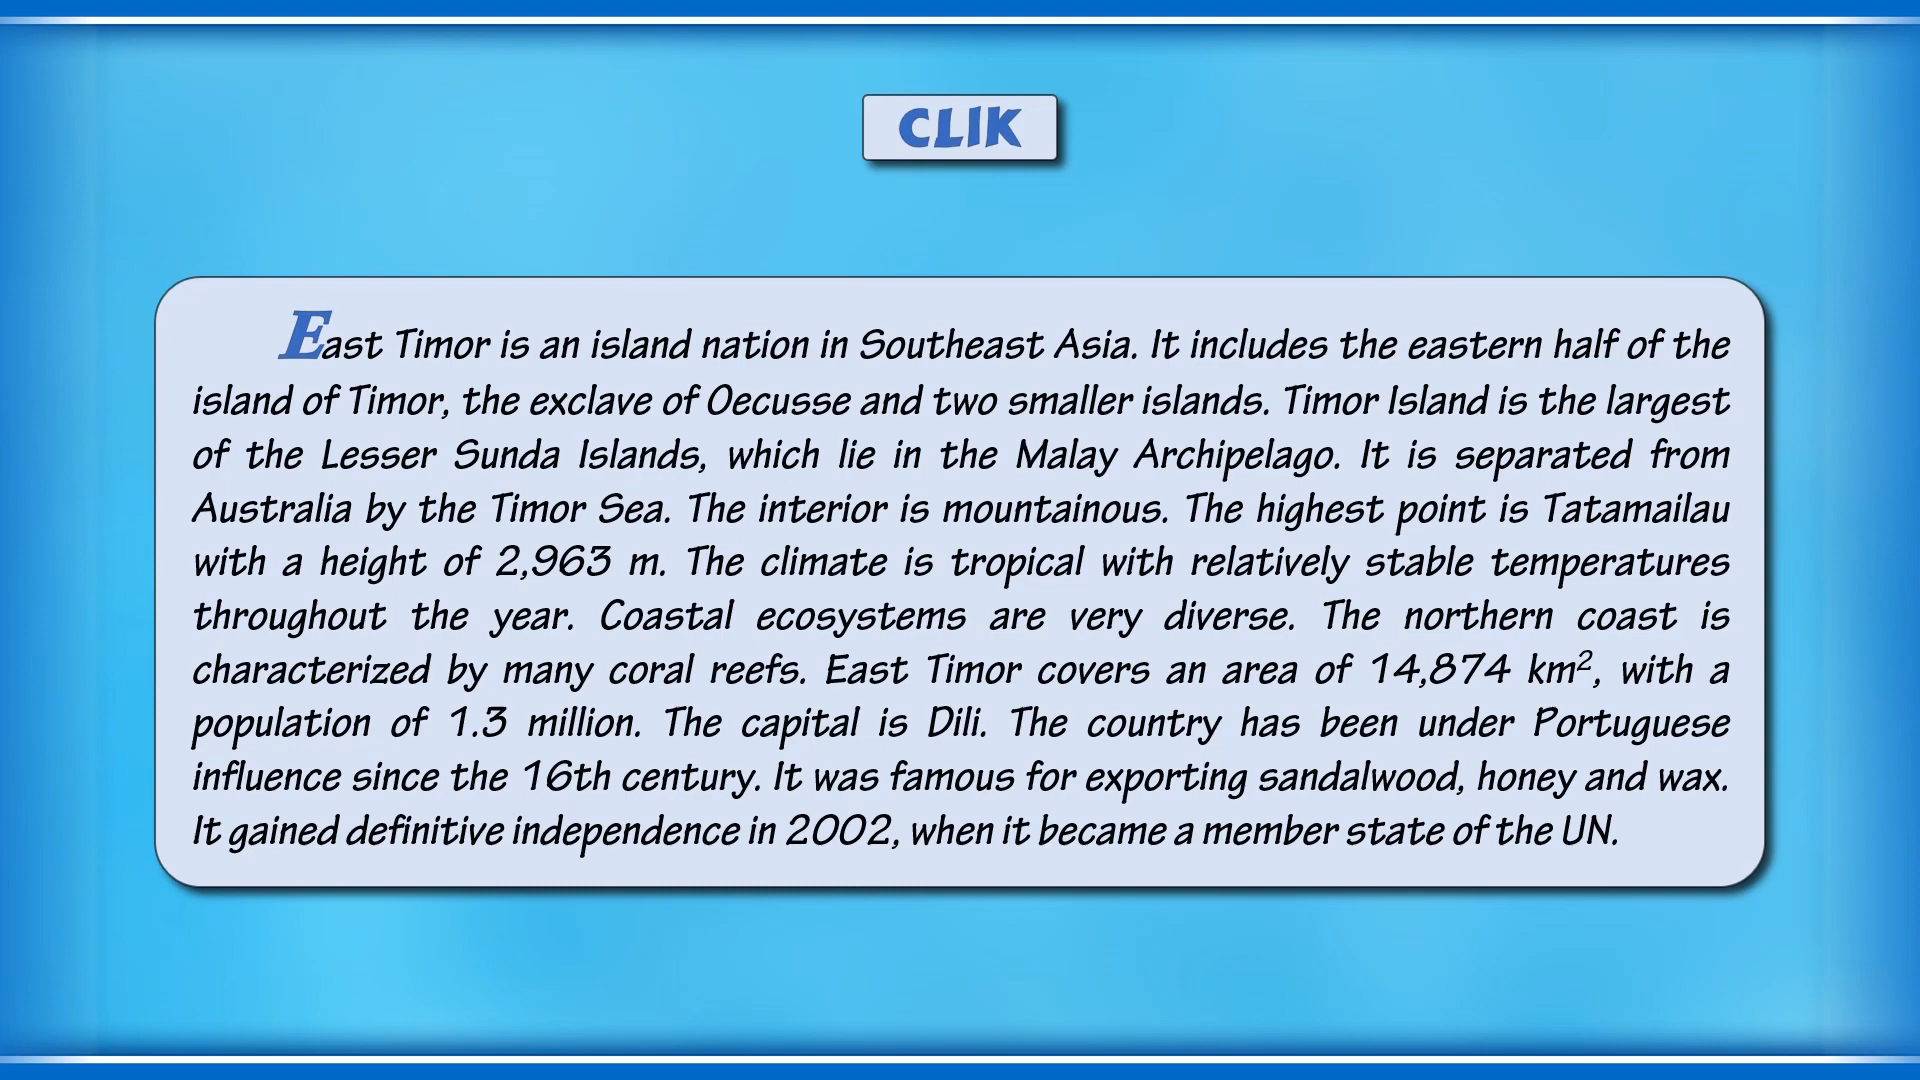 CLIK
East Timor is an island nation in Southeast Asia. It includes the eastern half of the
island of Timor, the exclave of Oecusse and two smaller islands. Timor Island is the largest
of the Lesser Sunda Islands, which lie in the Malay Archipelago. It is separated from
Australia by the Timor Sea. The interior is mountainous. The highest point is Tatamailau
with a height of 2,963 m. The climate is tropical with relatively stable temperatures
throughout the year. Coastal ecosystems are very diverse. The northern coast is
characterized by many coral reefs. East Timor covers an area of 14,874 km², with a
population of 1.3 million. The capital is Dili. The country has been under Portuguese
influence since the 16th century. It was famous for exporting sandalwood, honey and wax.
It gained definitive independence in 2002, when it became a member state of the UN.